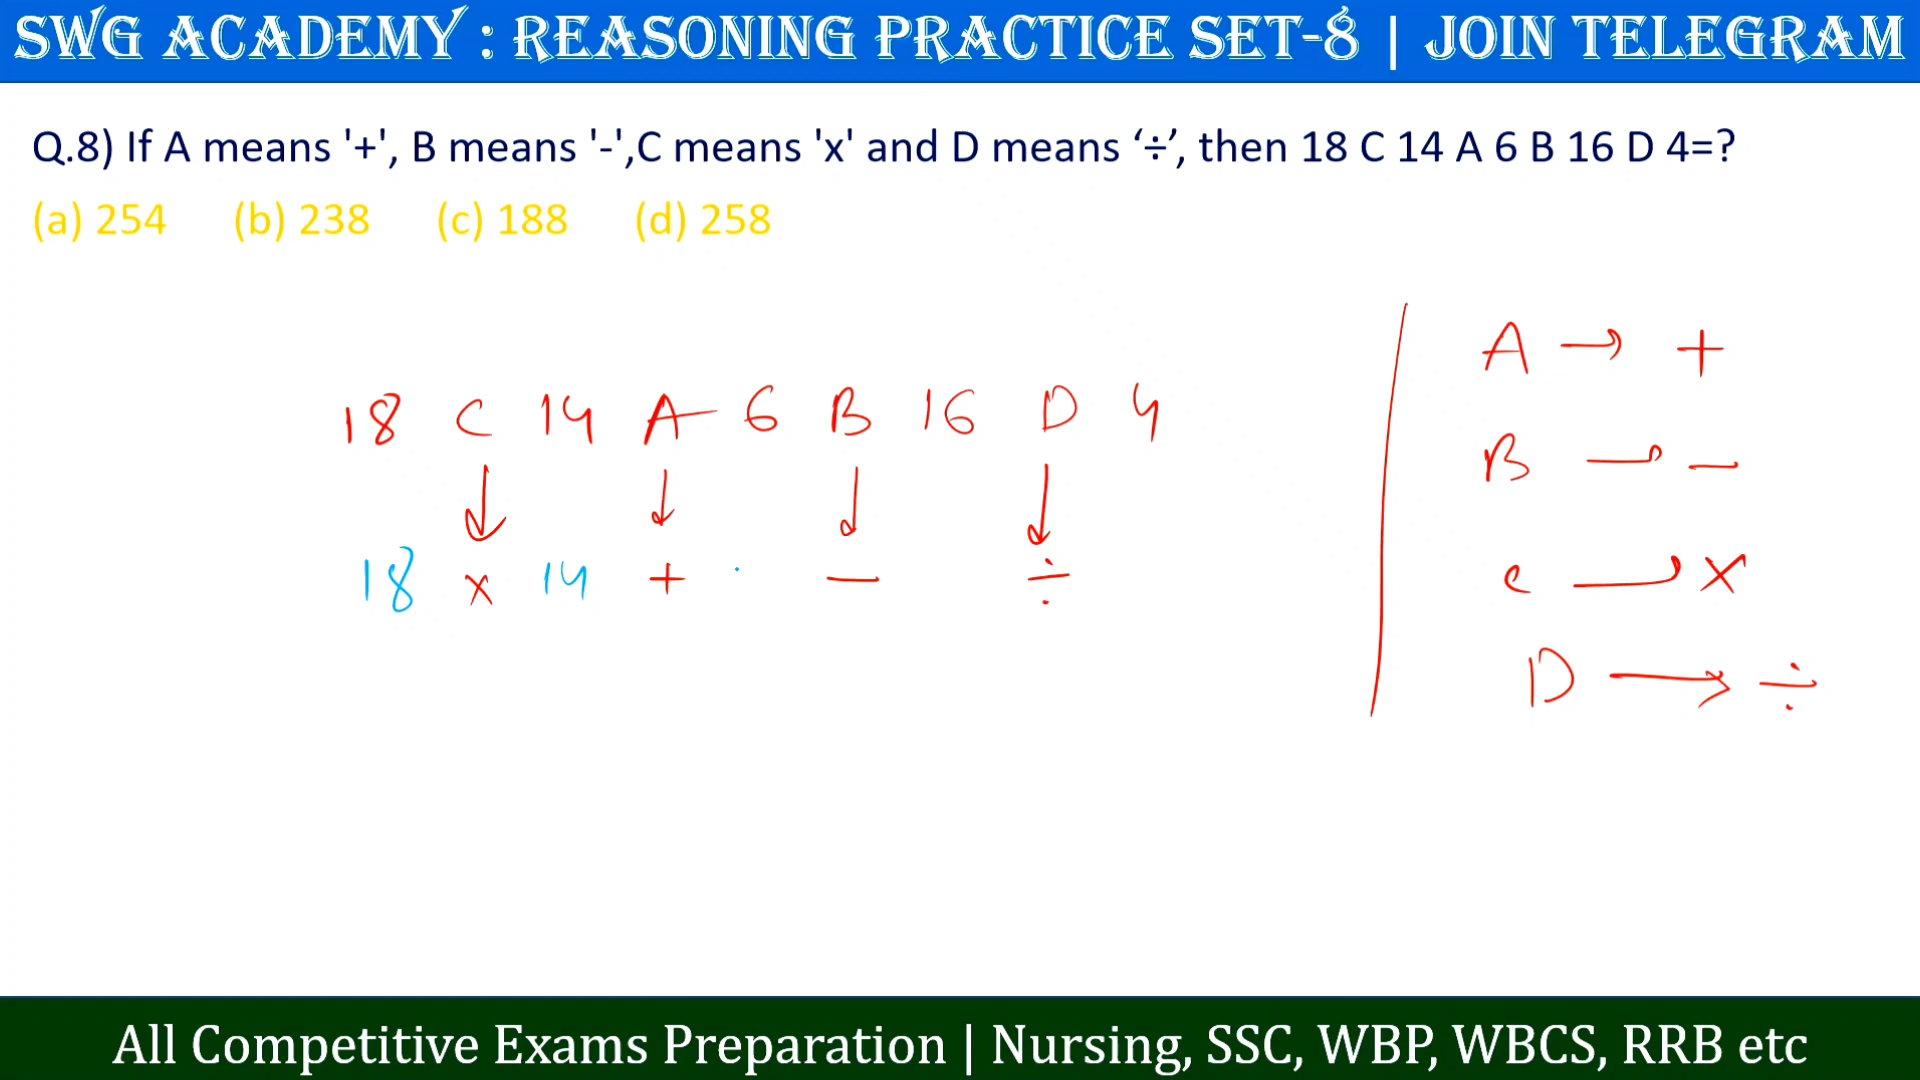 SWG ACADEMY : REASONING PRACTICE SET-8 | JOIN TELEGRAM
Q.8) If A means '+', B means '-',C means 'x' and D means ‘÷’, then 18 C 14 A 6 B 16 D 4=?
(a) 254 (b) 238 (c) 188 (d) 258
18 C 14 A 6 B 16 D 4
↓ ↓ ↓ ↓
18 x 14 + - ÷
A → +
B → -
C → x
D → ÷
All Competitive Exams Preparation | Nursing, SSC, WBP, WBCS, RRB etc